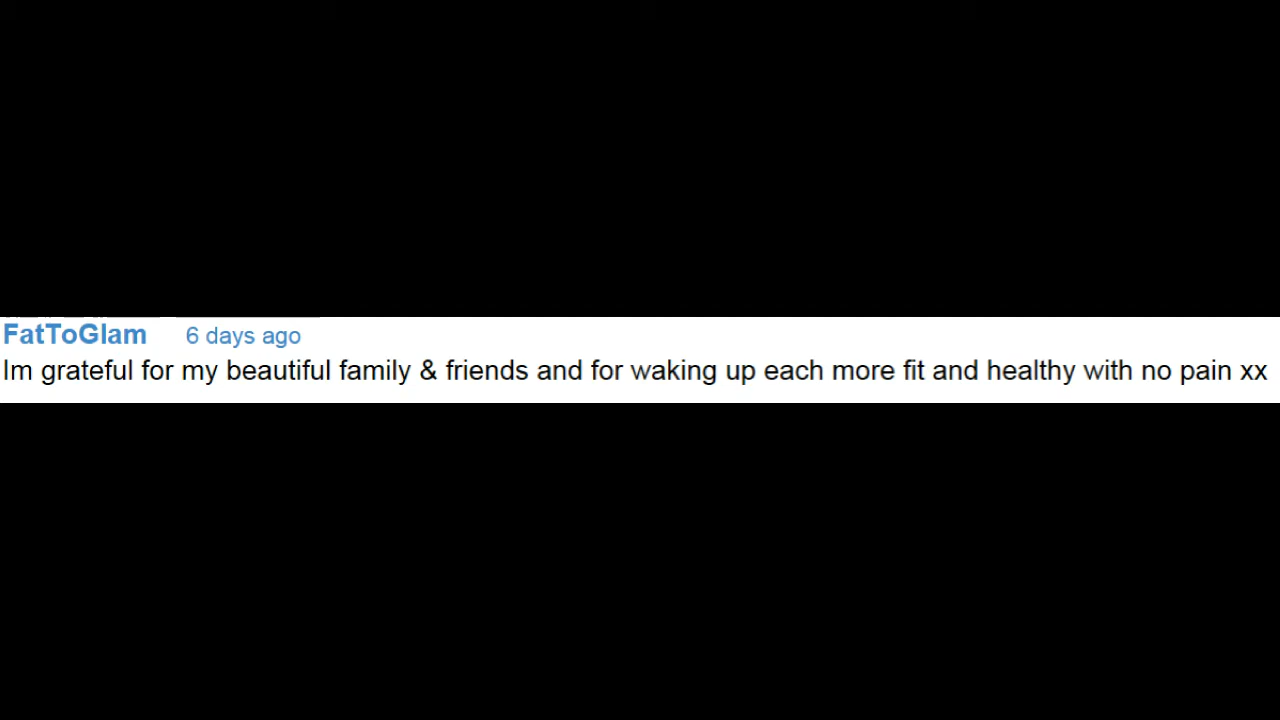 FatToGlam 6 days ago
Im grateful for my beautiful family & friends and for waking up each more fit and healthy with no pain xx